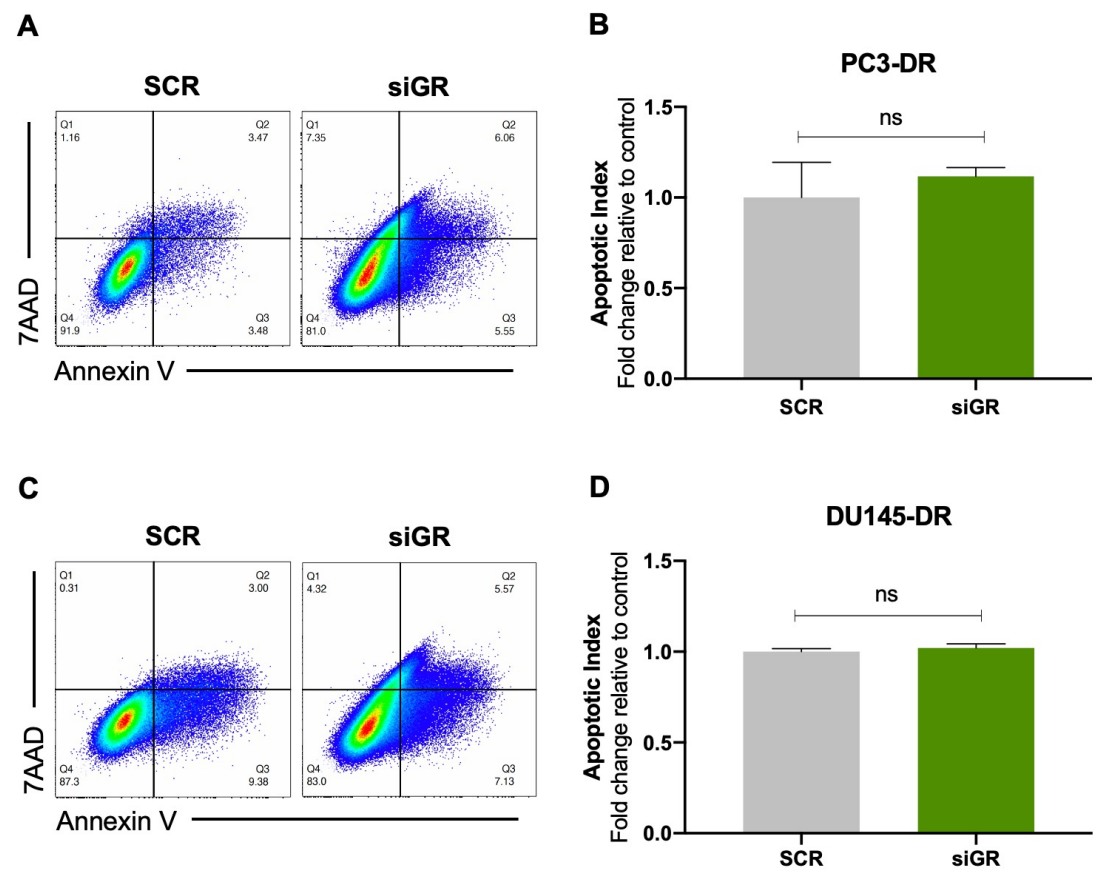 A
SCR
siGR
Q1
1.16
Q2
3.47
Q4
91.9
Q3
3.48
Q1
7.35
Q2
6.06
Q4
81.0
Q3
5.55
7AAD
Annexin V
B
PC3-DR
Apoptotic Index
Fold change relative to control
1.5
1.0
0.5
0.0
ns
SCR
siGR
C
SCR
siGR
Q1
0.31
Q2
3.00
Q4
87.3
Q3
9.38
Q1
4.32
Q2
5.57
Q4
83.0
Q3
7.13
7AAD
Annexin V
D
DU145-DR
Apoptotic Index
Fold change relative to control
1.5
1.0
0.5
0.0
ns
SCR
siGR